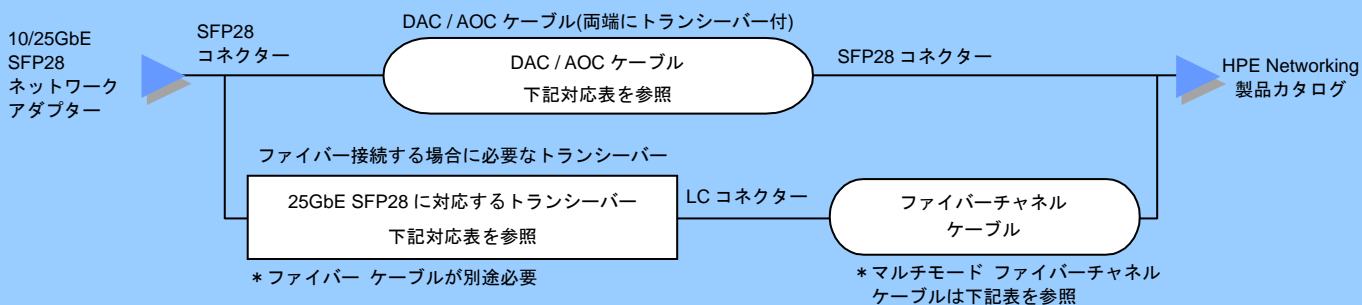 10/25GbE
SFP28
ネットワーク
アダプター
SFP28
コネクター
DAC / AOC ケーブル(両端にトランシーバー付)
DAC / AOC ケーブル
下記対応表を参照
SFP28 コネクター
HPE Networking
製品カタログ
ファイバー接続する場合に必要なトランシーバー
25GbE SFP28 に対応するトランシーバー
下記対応表を参照
LC コネクター
ファイバーチャネル
ケーブル
*ファイバー ケーブルが別途必要
*マルチモード ファイバーチャネル
ケーブルは下記表を参照